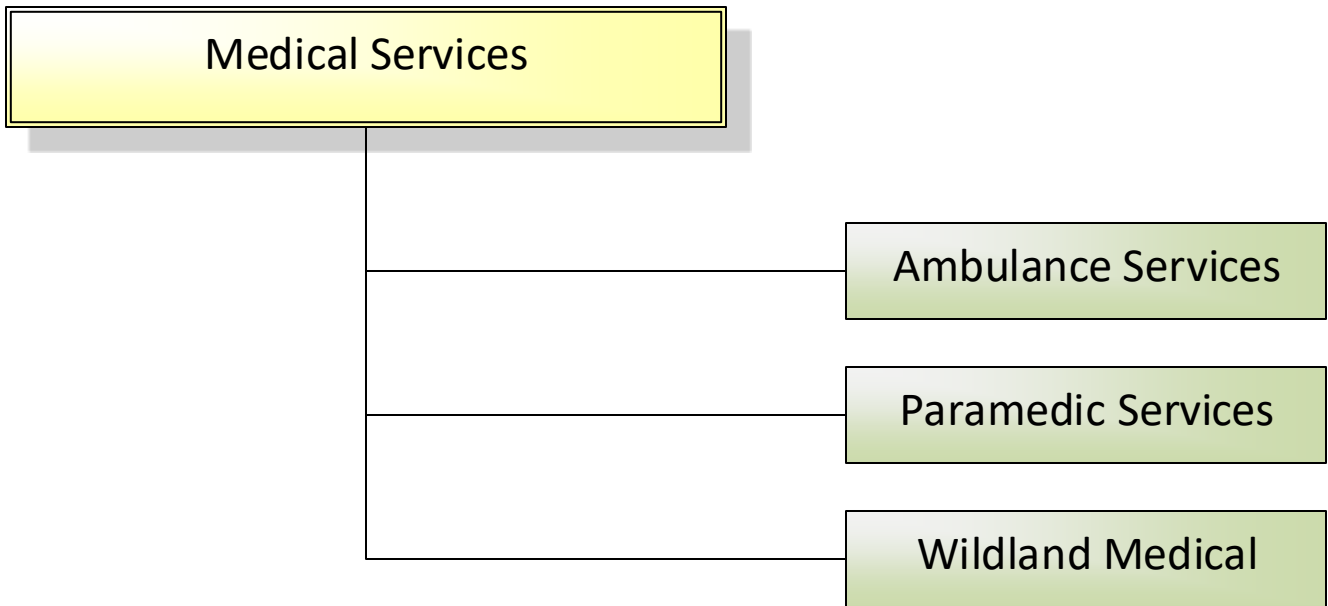 Medical Services
Ambulance Services
Paramedic Services
Wildland Medical